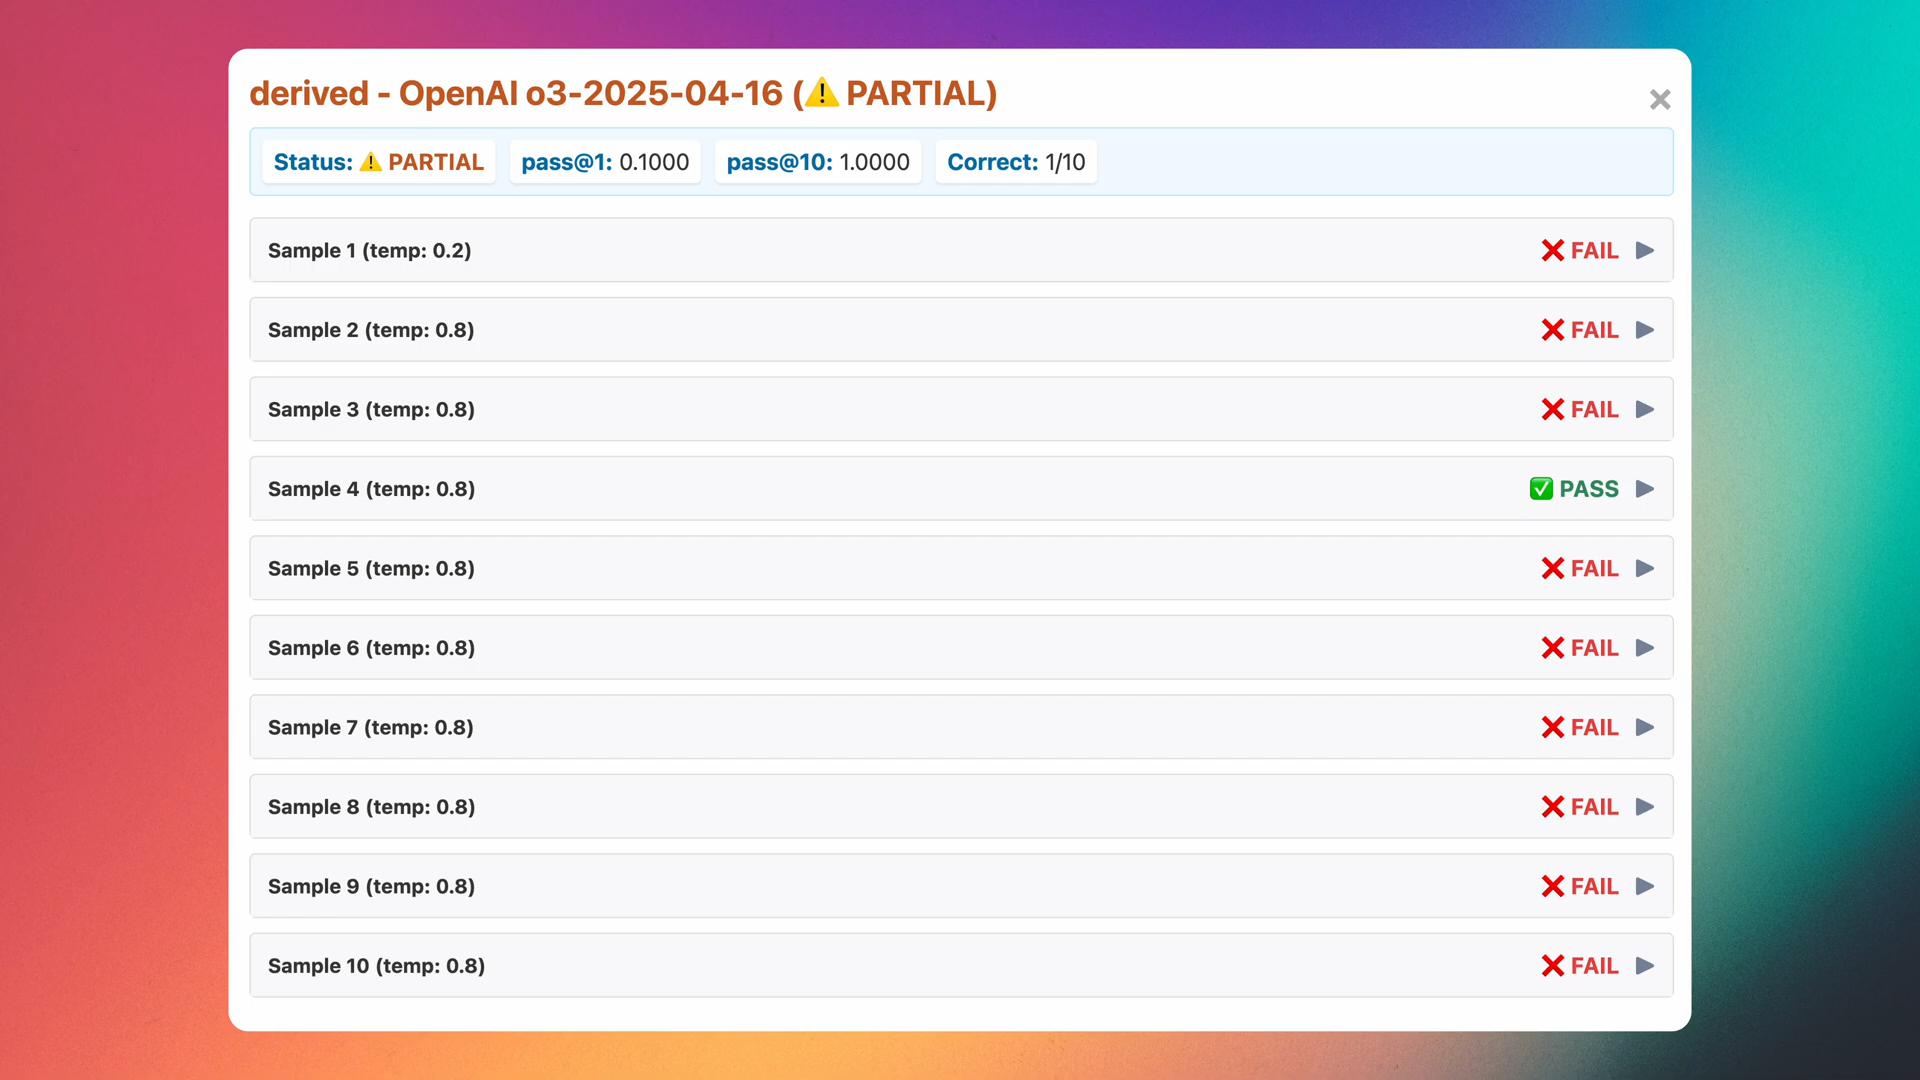 derived - OpenAI o3-2025-04-16 (⚠️ PARTIAL)
×
Status: ⚠️ PARTIAL pass@1: 0.1000 pass@10: 1.0000 Correct: 1/10
Sample 1 (temp: 0.2) ❌ FAIL ▶
Sample 2 (temp: 0.8) ❌ FAIL ▶
Sample 3 (temp: 0.8) ❌ FAIL ▶
Sample 4 (temp: 0.8) ✅ PASS ▶
Sample 5 (temp: 0.8) ❌ FAIL ▶
Sample 6 (temp: 0.8) ❌ FAIL ▶
Sample 7 (temp: 0.8) ❌ FAIL ▶
Sample 8 (temp: 0.8) ❌ FAIL ▶
Sample 9 (temp: 0.8) ❌ FAIL ▶
Sample 10 (temp: 0.8) ❌ FAIL ▶